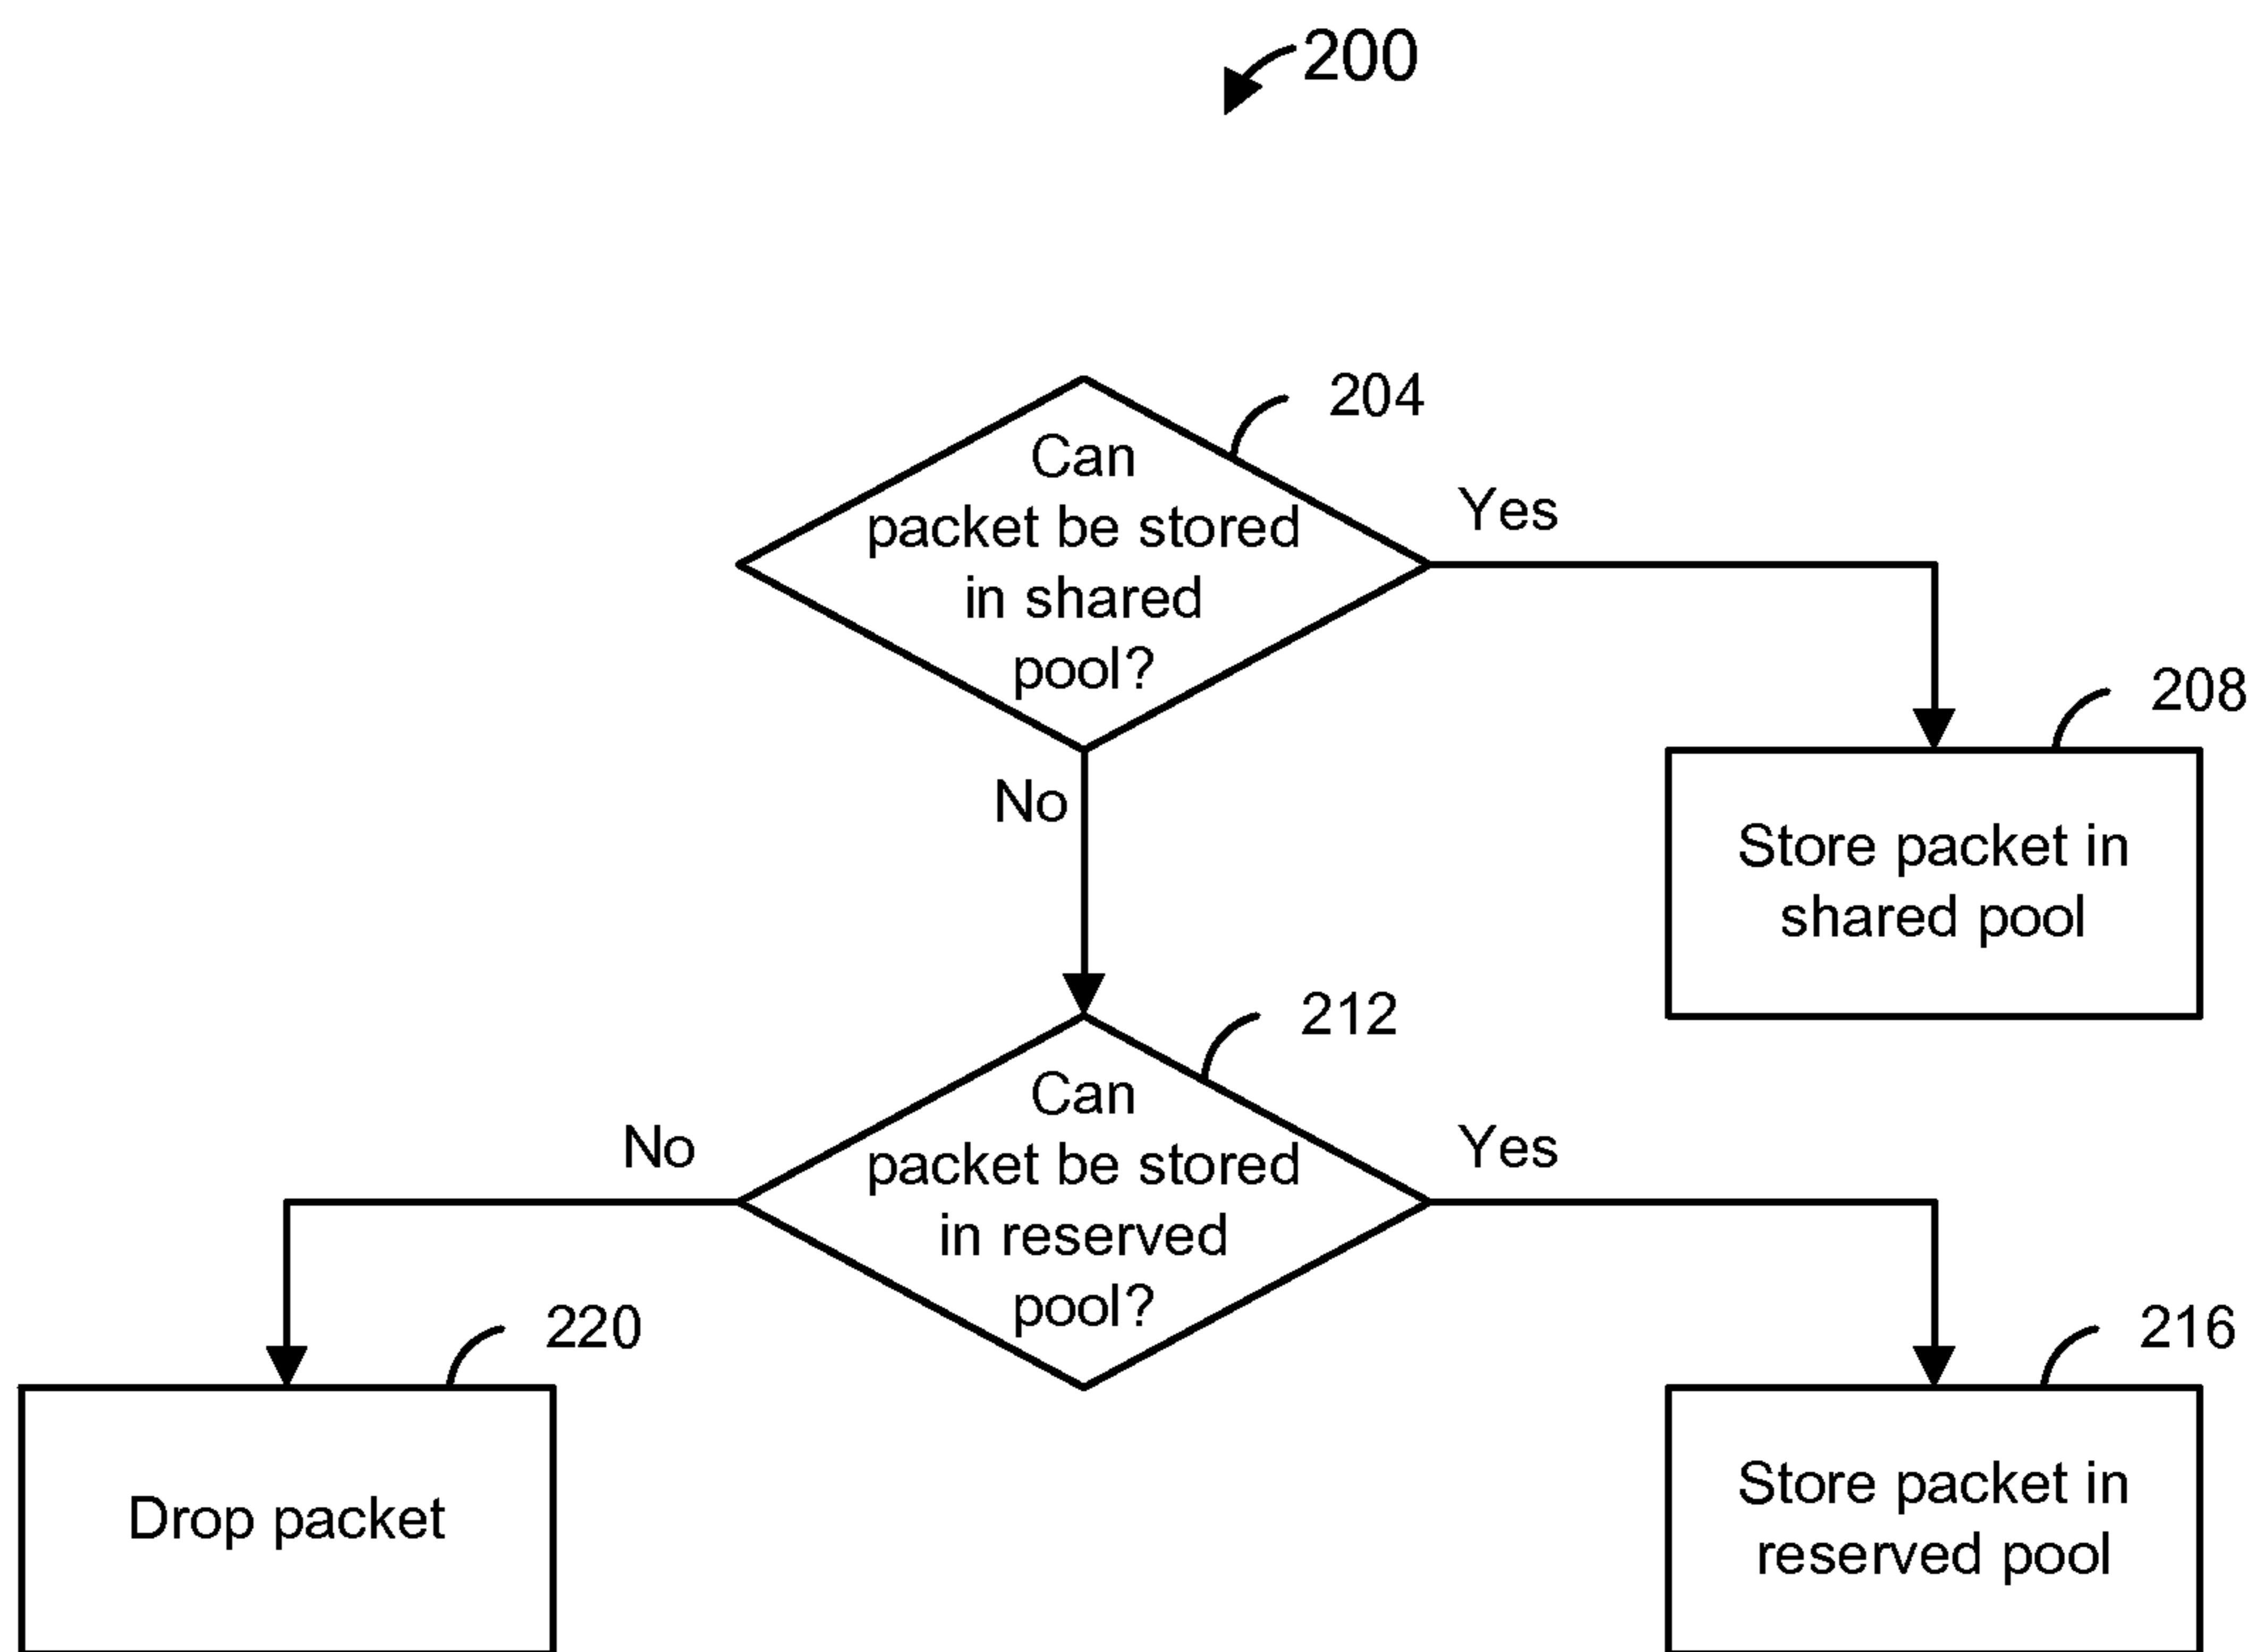 200
204
Can
packet be stored
in shared
pool?
Yes
208
No
Store packet in
shared pool
212
Can
packet be stored
in reserved
pool?
No
Yes
220
216
Drop packet
Store packet in
reserved pool